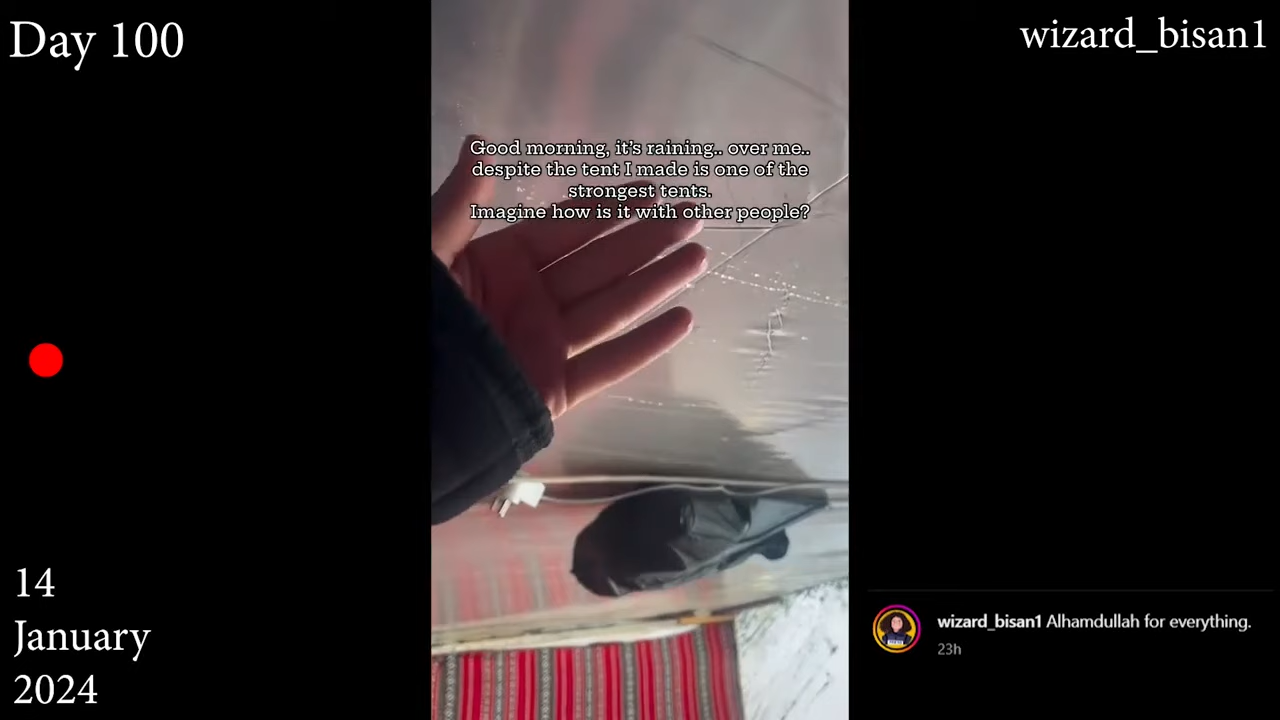 Day 100
wizard_bisan1
Good morning, it's raining.. over me..
despite the tent I made is one of the
strongest tents.
Imagine how is it with other people?
14
January
2024
wizard_bisan1 Alhamdullah for everything.
23h